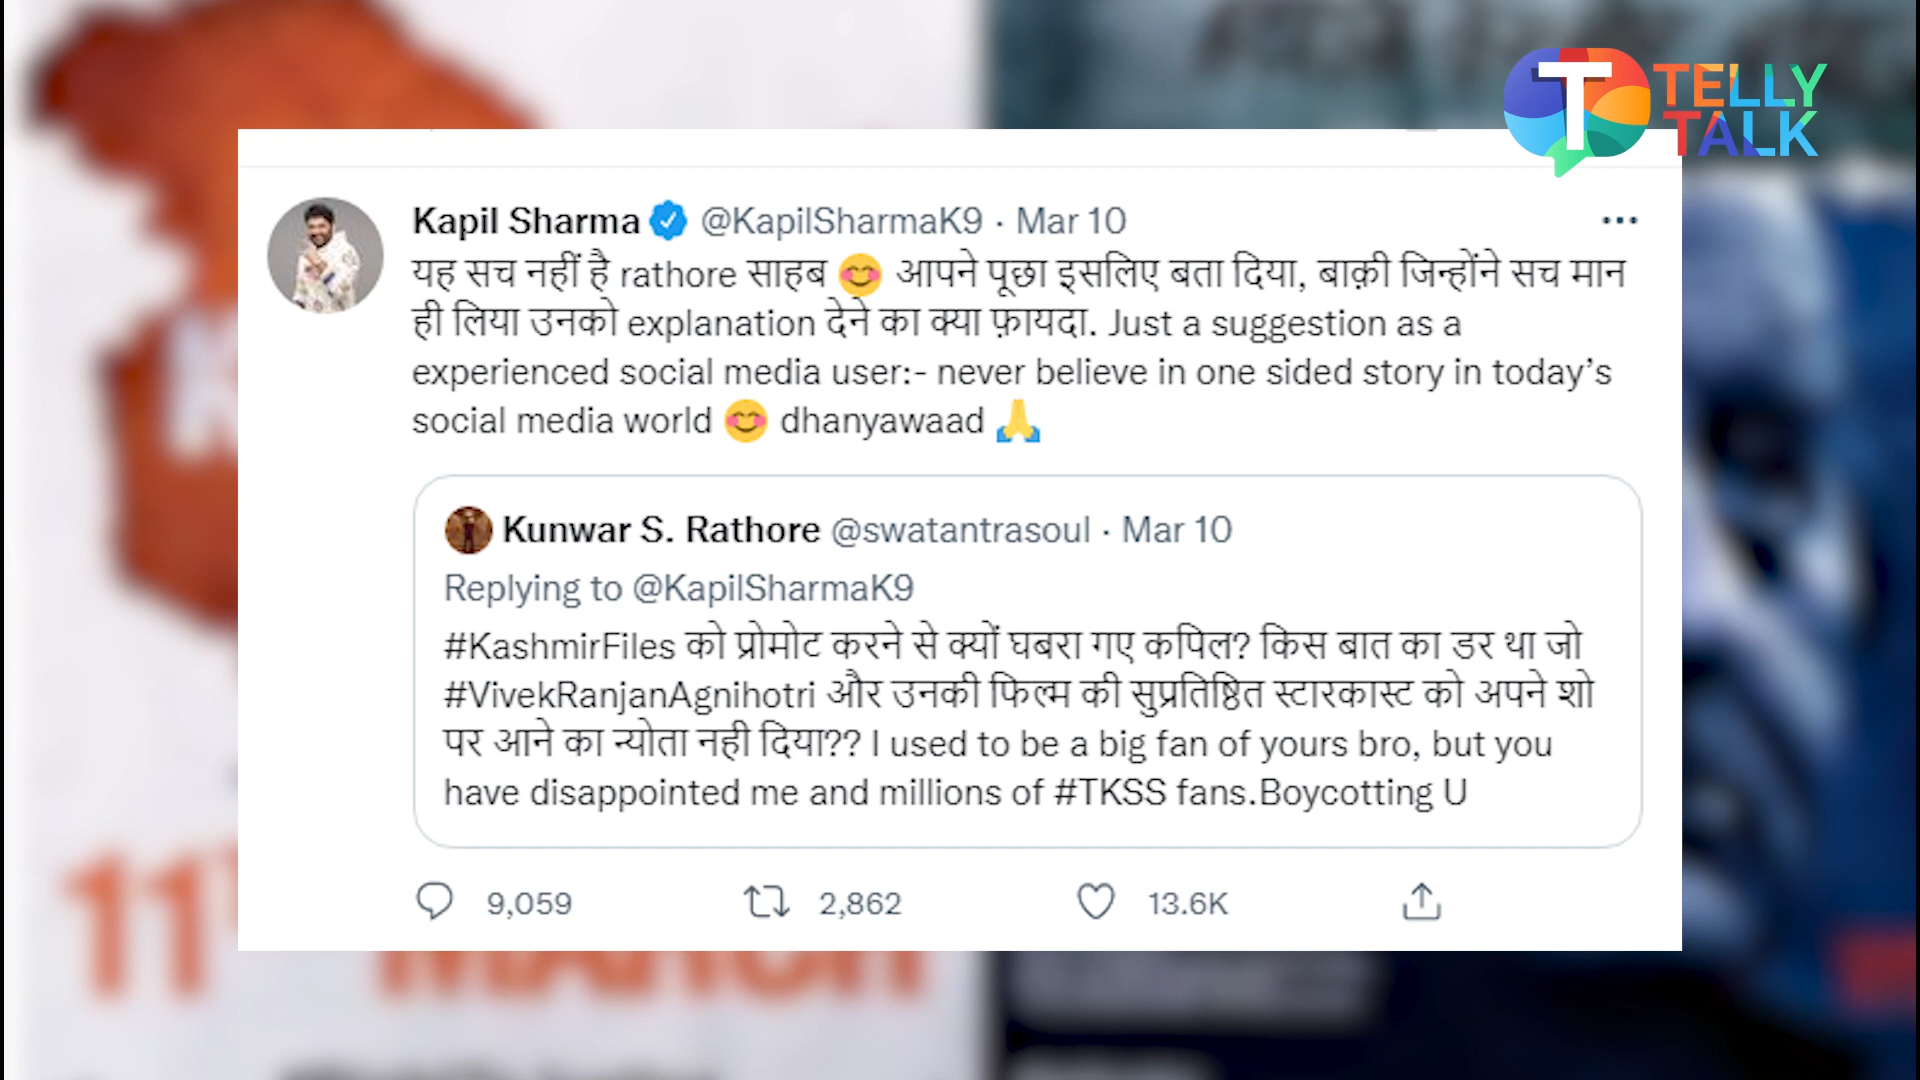 TELLY
TALK
Kapil Sharma @KapilSharmaK9 · Mar 10
यह सच नहीं है rathore साहब 😊 आपने पूछा इसलिए बता दिया, बाक़ी जिन्होंने सच मान
ही लिया उनको explanation देने का क्या फ़ायदा. Just a suggestion as a
experienced social media user:- never believe in one sided story in today’s
social media world 😊 dhanyawaad 🙏
Kunwar S. Rathore @swatantrasoul · Mar 10
Replying to @KapilSharmaK9
#KashmirFiles को प्रोमोट करने से क्यों घबरा गए कपिल? किस बात का डर था जो
#VivekRanjanAgnihotri और उनकी फिल्म की सुप्रतिष्ठित स्टारकास्ट को अपने शो
पर आने का न्योता नही दिया?? I used to be a big fan of yours bro, but you
have disappointed me and millions of #TKSS fans.Boycotting U
9,059 2,862 13.6K